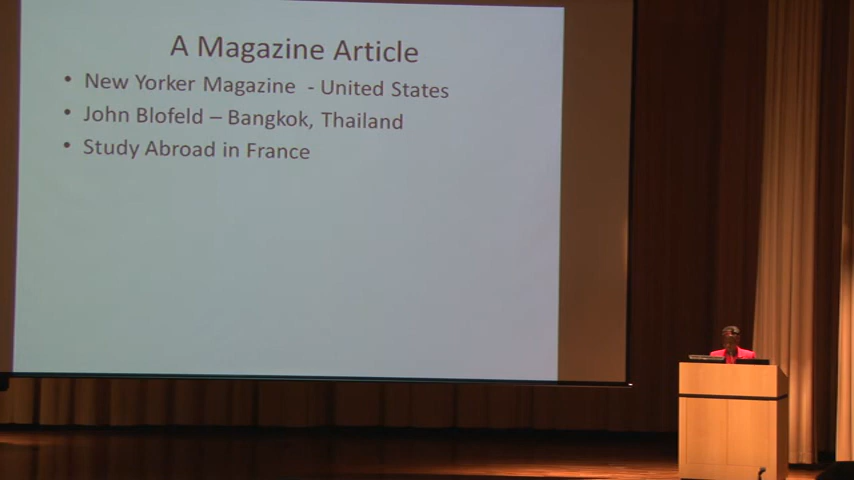 A Magazine Article
• New Yorker Magazine - United States
• John Blofeld – Bangkok, Thailand
• Study Abroad in France